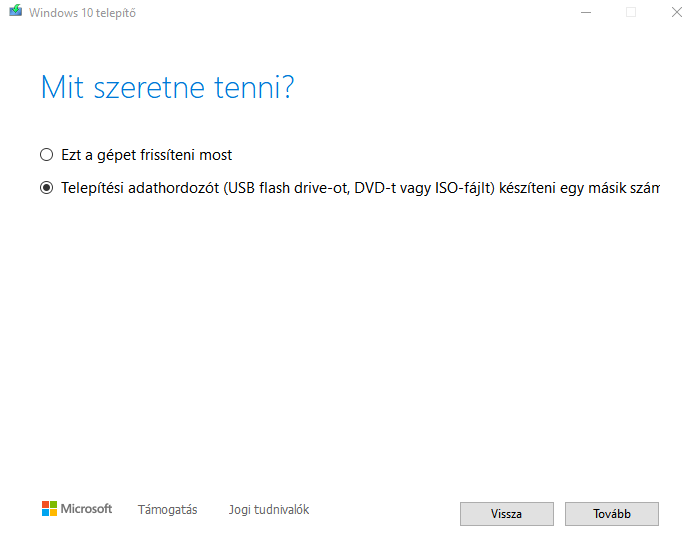 Windows 10 telepítő
Mit szeretne tenni?
Ezt a gépet frissíteni most
Telepítési adathordozót (USB flash drive-ot, DVD-t vagy ISO-fájlt) készíteni egy másik szám
Microsoft
Támogatás
Jogi tudnivalók
Vissza
Tovább